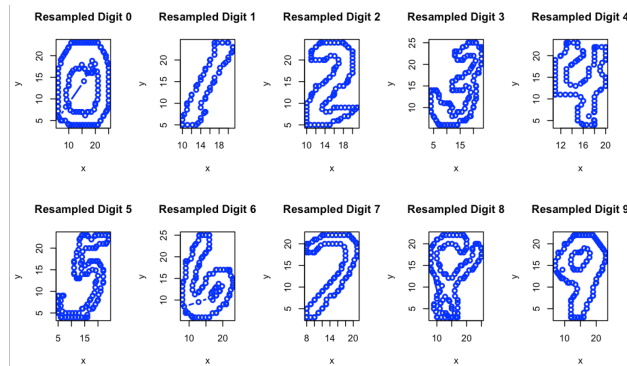 Resampled Digit 0
y
5 10 15 20
10 20
x
Resampled Digit 1
y
5 10 15 20
10 14 18
x
Resampled Digit 2
y
5 10 15 20
10 14 18
x
Resampled Digit 3
y
10 15 20 25
5 15
x
Resampled Digit 4
y
5 10 15 20
12 16 20
x
Resampled Digit 5
y
5 10 15 20
5 15
x
Resampled Digit 6
y
10 15 20 25
10 20
x
Resampled Digit 7
y
5 10 15 20
8 12 16 20
x
Resampled Digit 8
y
5 10 15 20
10 20
x
Resampled Digit 9
y
5 10 15 20
10 20
x